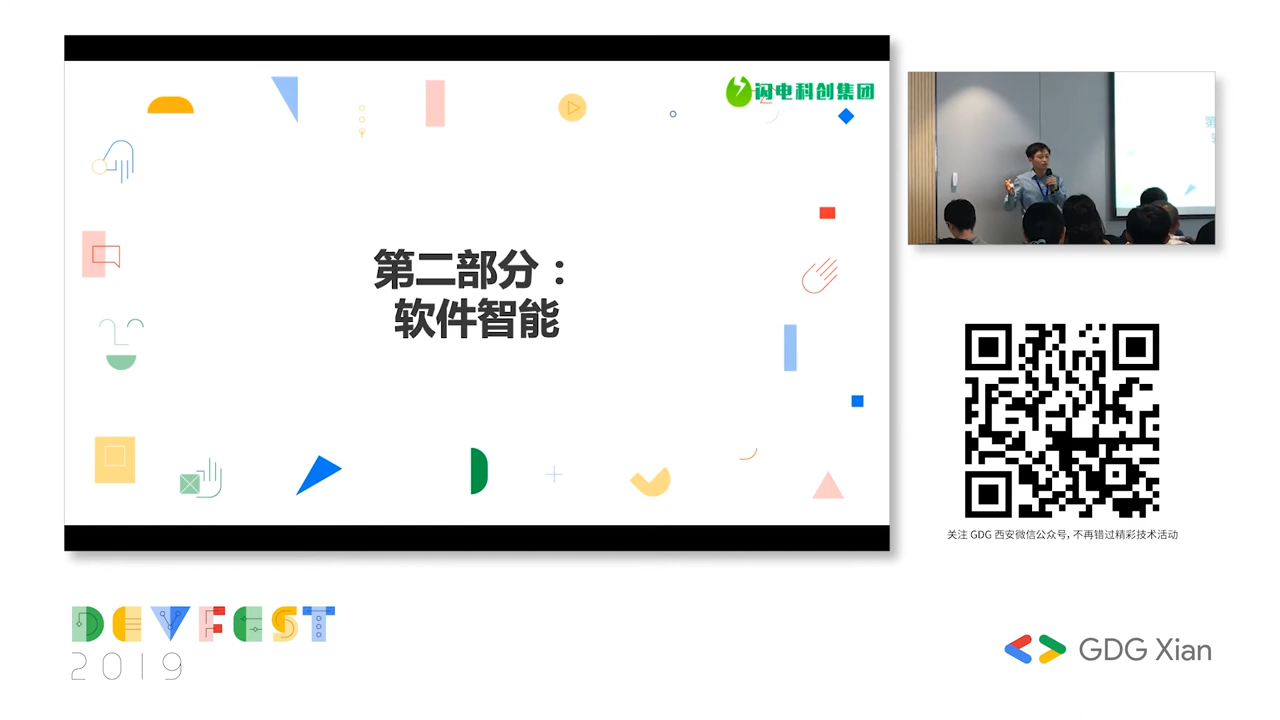 闪电科创集团
第二部分：
软件智能
第
关注 GDG 西安微信公众号, 不再错过精彩技术活动
DEVFEST
2019
GDG Xian